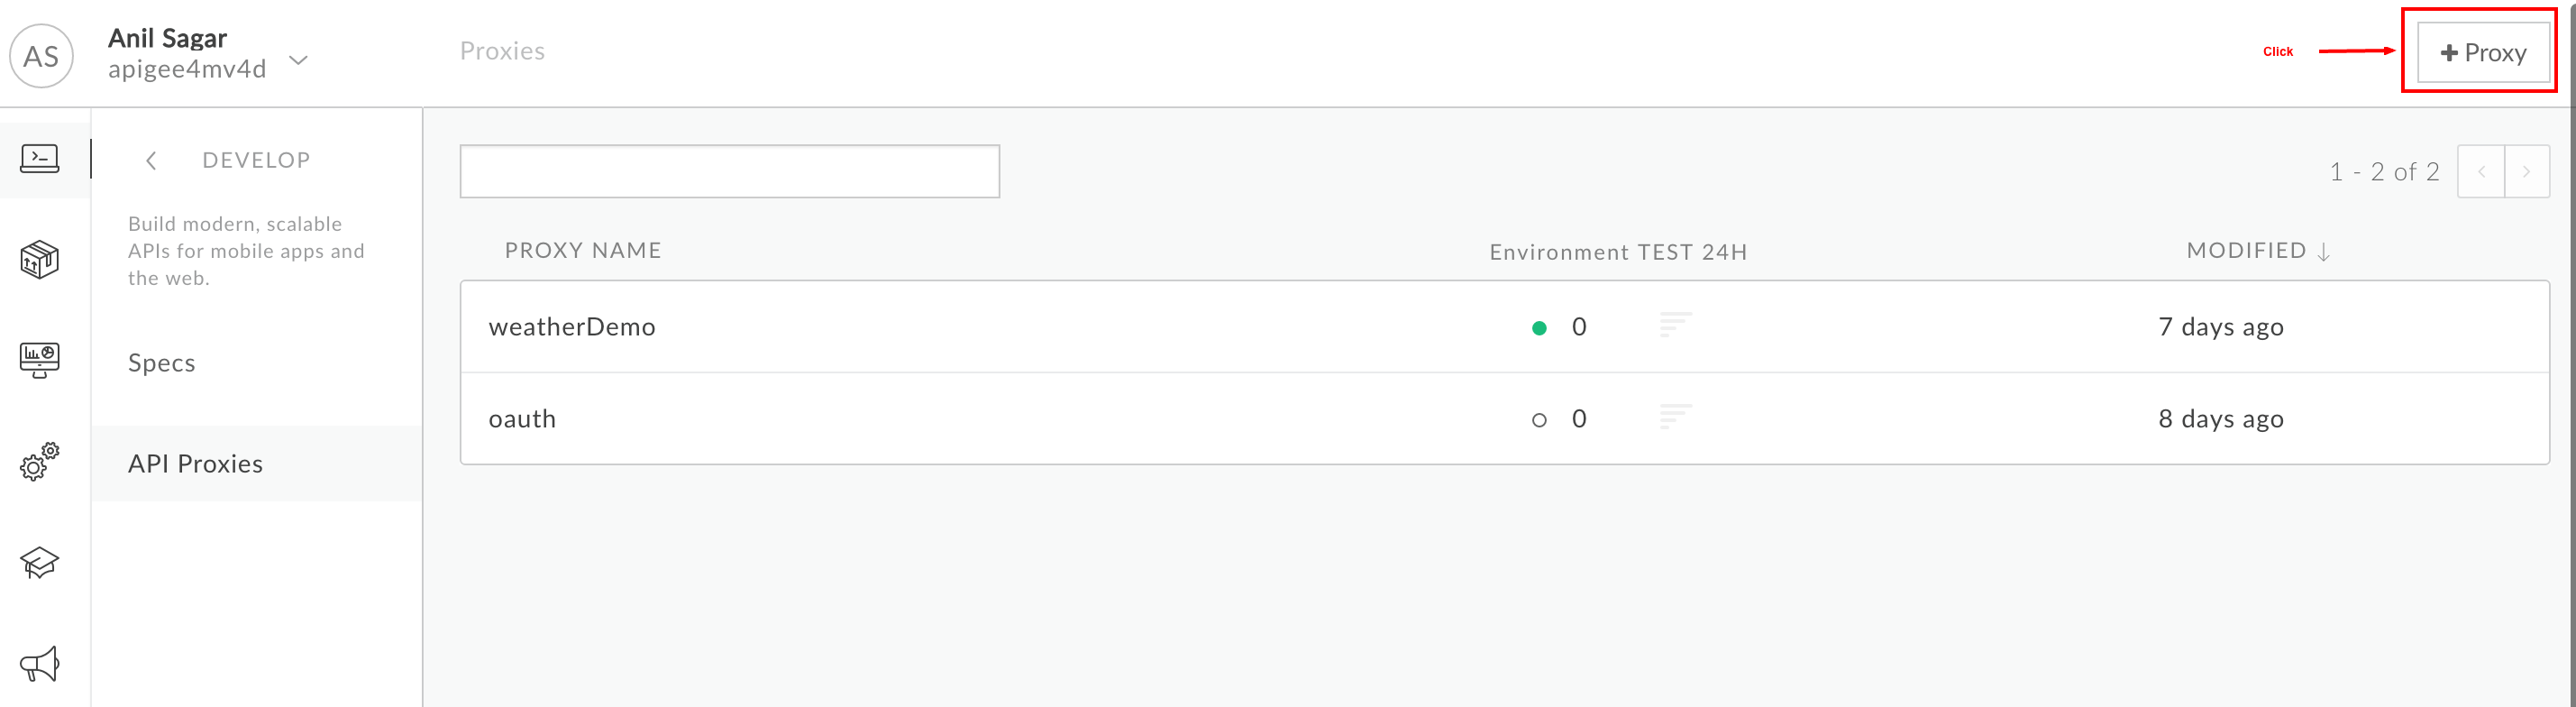 AS
Anil Sagar
apigee4mv4d
Proxies
Click
+ Proxy
DEVELOP
Build modern, scalable
APIs for mobile apps and
the web.
Specs
API Proxies
1 - 2 of 2
PROXY NAME
Environment TEST 24H
MODIFIED ↓
weatherDemo
0
7 days ago
oauth
0
8 days ago